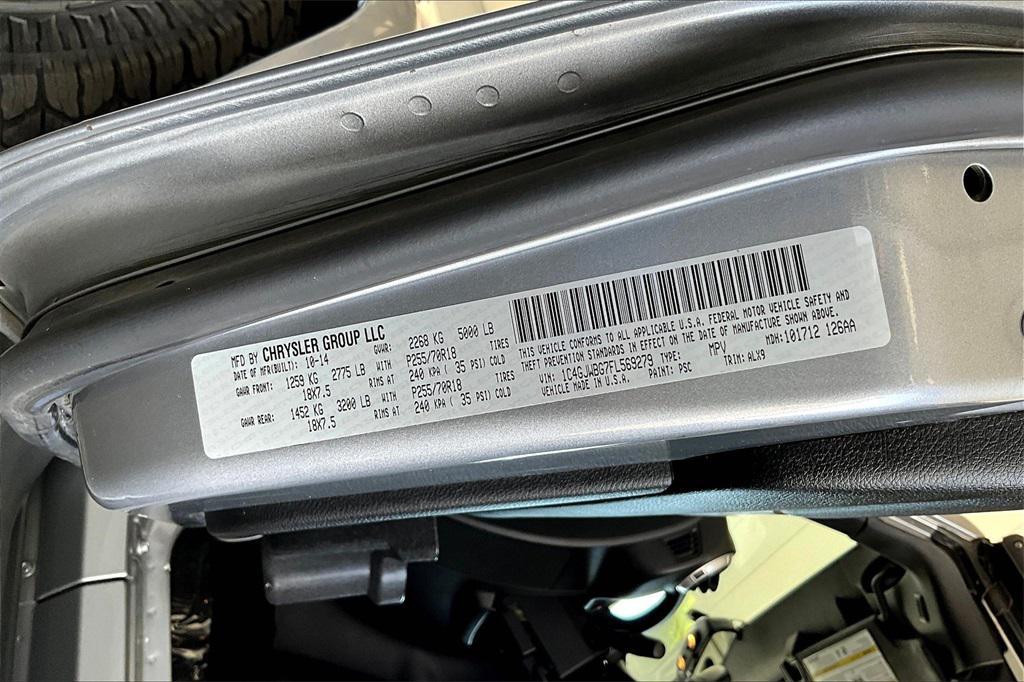 MFD BY CHRYSLER GROUP LLC
DATE OF MFR(BUILT): 10-14 GVWR: 2268 KG 5000 LB
GAWR FRONT: 1259 KG 2775 LB WITH P255/70R18 TIRES
18X7.5 RIMS AT 240 KPA ( 35 PSI) COLD
GAWR REAR: 1452 KG 3200 LB WITH P255/70R18 TIRES
18X7.5 RIMS AT 240 KPA ( 35 PSI) COLD
THIS VEHICLE CONFORMS TO ALL APPLICABLE U.S.A. FEDERAL MOTOR VEHICLE SAFETY AND
THEFT PREVENTION STANDARDS IN EFFECT ON THE DATE OF MANUFACTURE SHOWN ABOVE.
VIN: 1C4GJWBG7FL569279 TYPE: MPV MDH:101712 126AA
VEHICLE MADE IN U.S.A. PAINT: PSC TRIM: ALX9